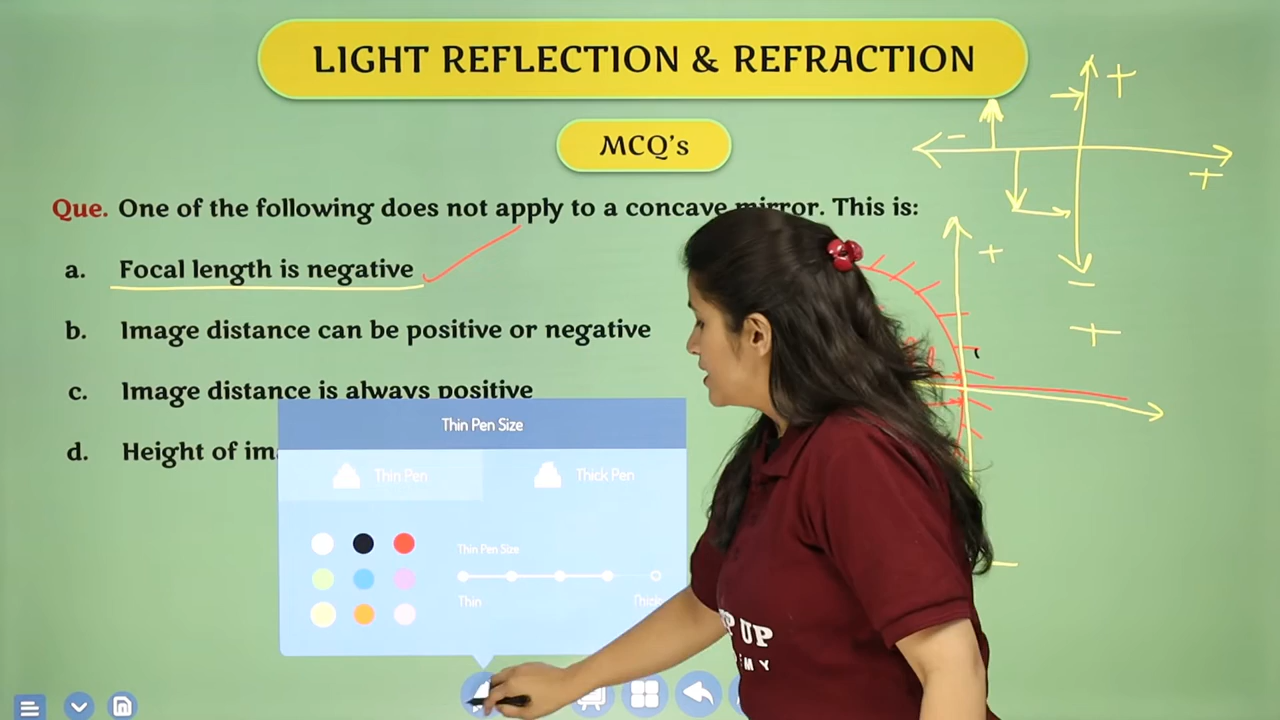 LIGHT REFLECTION & REFRACTION
MCQ's
Que. One of the following does not apply to a concave mirror. This is:
a. Focal length is negative
b. Image distance can be positive or negative
c. Image distance is always positive
d. Height of
Thin Pen Size
Thin Pen Thick Pen
Thin Pen Size
Thin
UP
+
-
+
-
+
+
-